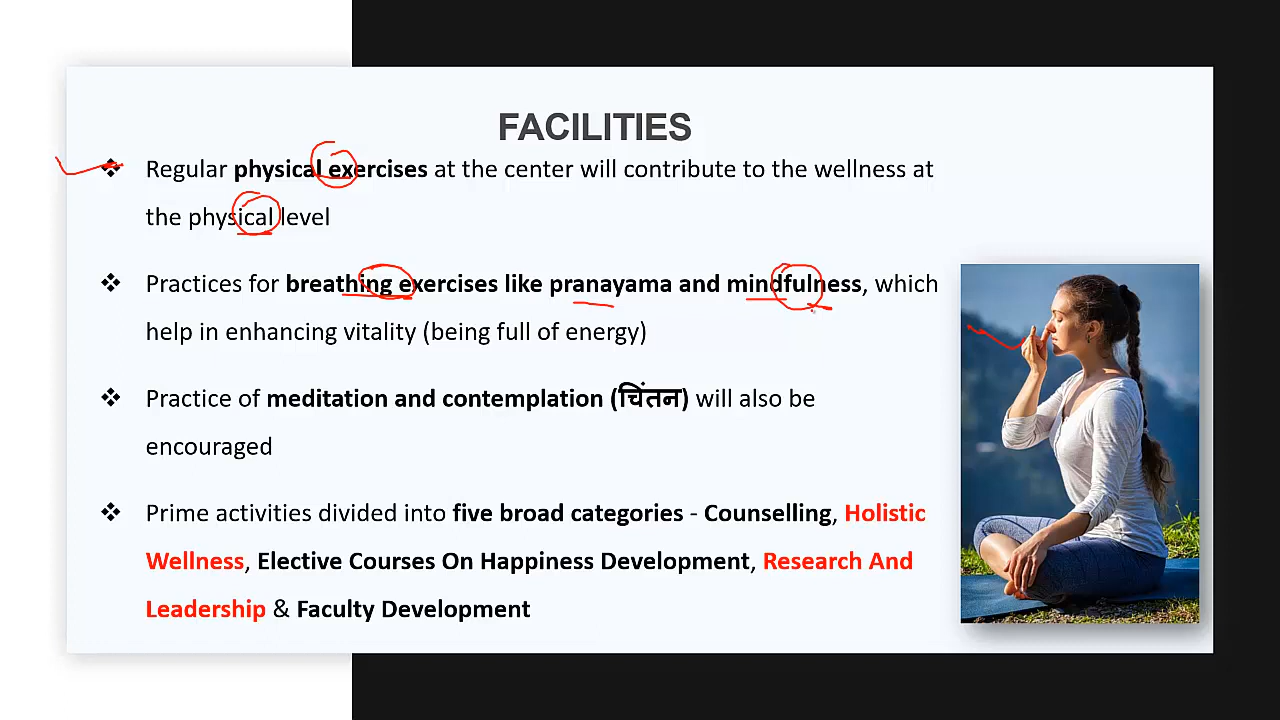 FACILITIES
❖ Regular physical exercises at the center will contribute to the wellness at
the physical level
❖ Practices for breathing exercises like pranayama and mindfulness, which
help in enhancing vitality (being full of energy)
❖ Practice of meditation and contemplation (चिंतन) will also be
encouraged
❖ Prime activities divided into five broad categories - Counselling, Holistic
Wellness, Elective Courses On Happiness Development, Research And
Leadership & Faculty Development